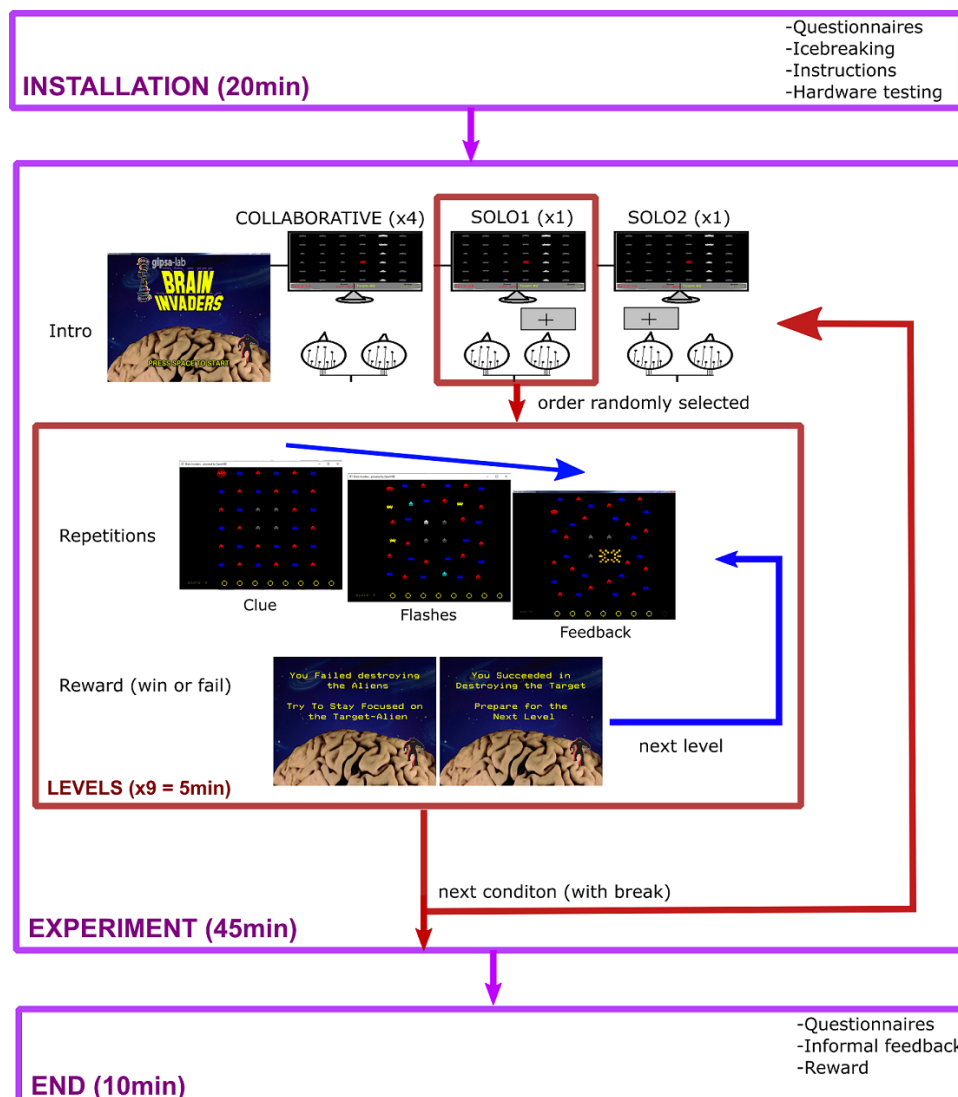 -Questionnaires
-Icebreaking
-Instructions
-Hardware testing
INSTALLATION (20min)
COLLABORATIVE (x4)
SOLO1 (x1)
SOLO2 (x1)
gipsa-lab
BRAIN
INVADERS
PRESS SPACE TO START
Intro
order randomly selected
Repetitions
Clue
Flashes
Feedback
Reward (win or fail)
You Failed destroying
the Aliens
Try To Stay Focused on
the Target-Alien
You Succeeded in
Destroying the Target
Prepare for the
Next Level
next level
LEVELS (x9 = 5min)
next conditon (with break)
EXPERIMENT (45min)
-Questionnaires
-Informal feedback
-Reward
END (10min)